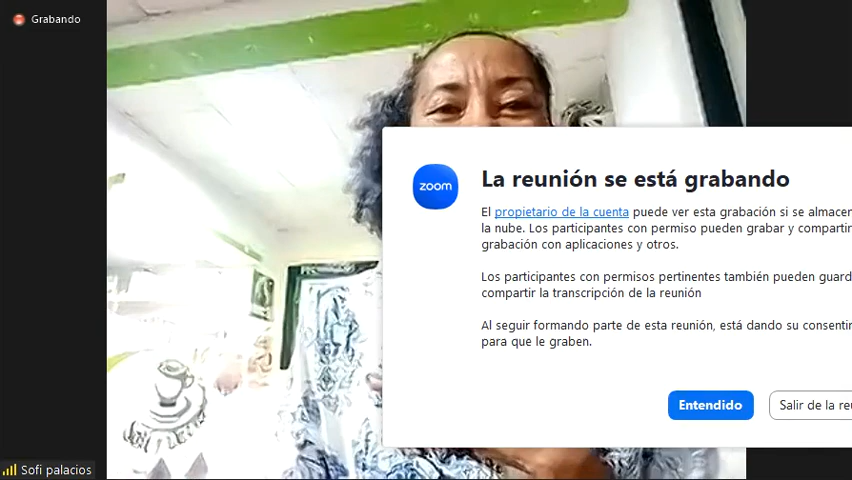 Grabando
zoom
La reunión se está grabando
El propietario de la cuenta puede ver esta grabación si se
la nube. Los participantes con permiso pueden grabar y
grabación con aplicaciones y otros.
Los participantes con permisos pertinentes también pueden
compartir la transcripción de la reunión
Al seguir formando parte de esta reunión, está dando su
para que le graben.
Entendido
Salir de la
Sofi palacios